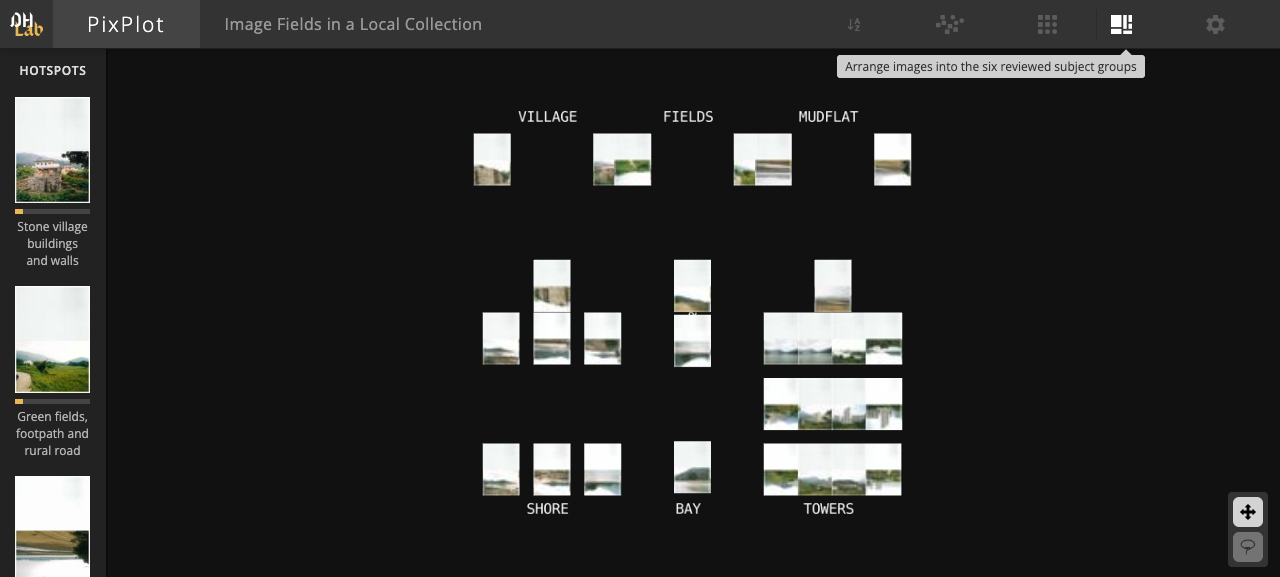 DH Lab
PixPlot
Image Fields in a Local Collection
A
Z
Arrange images into the six reviewed subject groups
HOTSPOTS
Stone village
buildings
and walls
Green fields,
footpath and
rural road
VILLAGE FIELDS MUDFLAT
SHORE BAY TOWERS